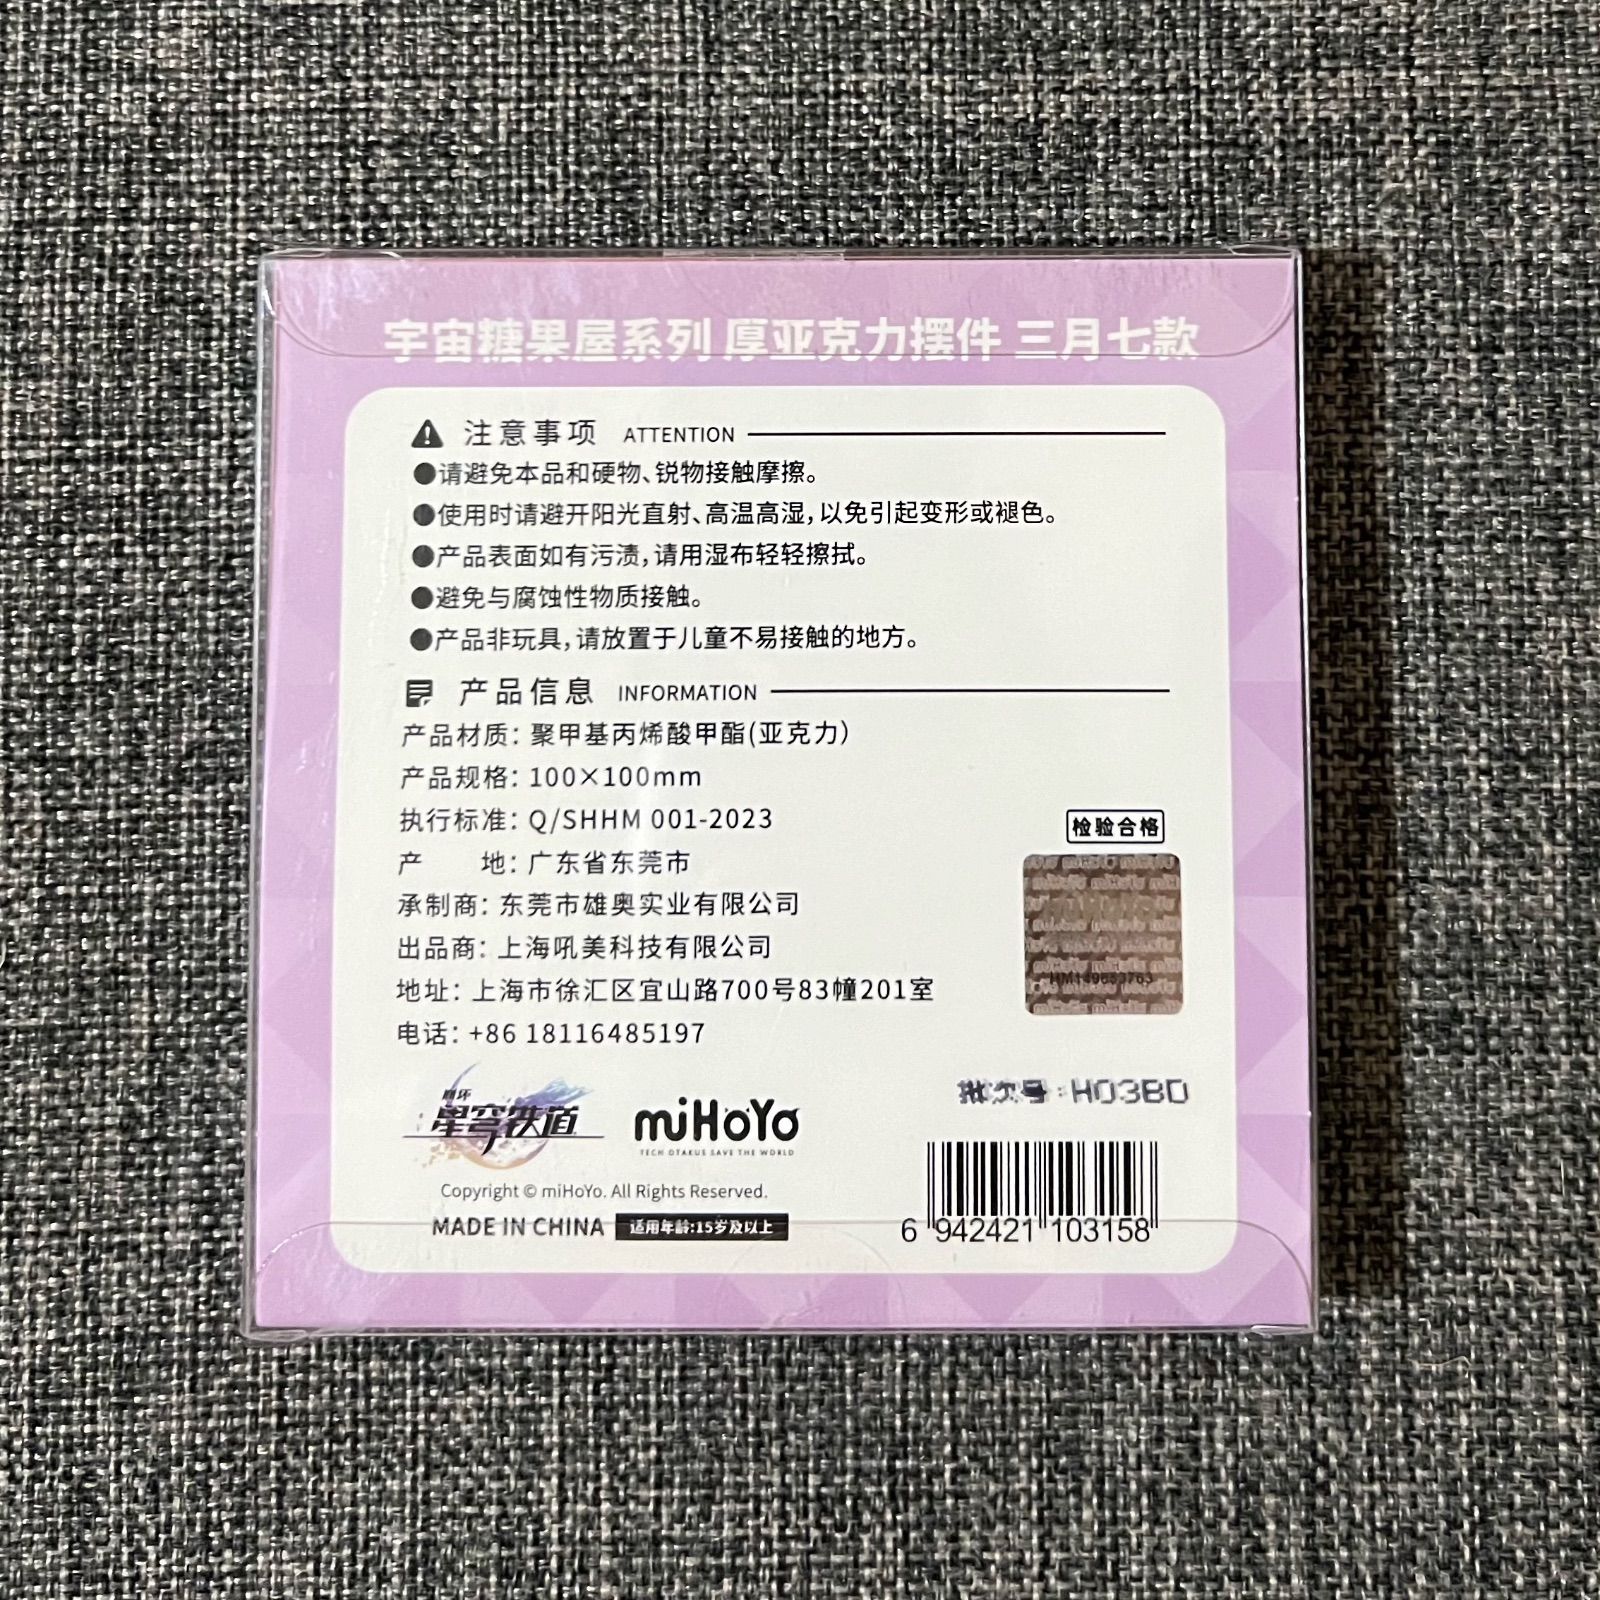 宇宙糖果屋系列 厚亚克力摆件 三月七款
注意事项 ATTENTION
●请避免本品和硬物、锐物接触摩擦。
●使用时请避开阳光直射、高温高湿，以免引起变形或褪色。
●产品表面如有污渍，请用湿布轻轻擦拭。
●避免与腐蚀性物质接触。
●产品非玩具，请放置于儿童不易接触的地方。
产品信息 INFORMATION
产品材质：聚甲基丙烯酸甲酯(亚克力)
产品规格：100×100mm
执行标准：Q/SHHM 001-2023
产　　地：广东省东莞市
承制商：东莞市雄奥实业有限公司
出品商：上海吼美科技有限公司
地址：上海市徐汇区宜山路700号83幢201室
电话：+86 18116485197
检验合格
批次号：H03BD
崩坏
星穹铁道
miHoYo
TECH OTAKUS SAVE THE WORLD
Copyright © miHoYo. All Rights Reserved.
MADE IN CHINA 适用年龄:15岁及以上
6 942421 103158